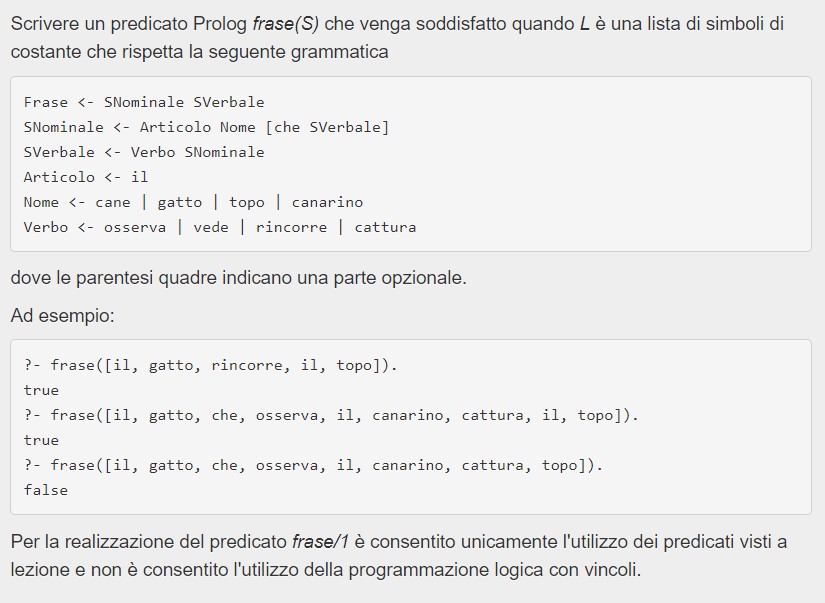 Scrivere un predicato Prolog frase(S) che venga soddisfatto quando L è una lista di simboli di
costante che rispetta la seguente grammatica
Frase <- SNominale SVerbale
SNominale <- Articolo Nome [che SVerbale]
SVerbale <- Verbo SNominale
Articolo <- il
Nome <- cane | gatto | topo | canarino
Verbo <- osserva | vede | rincorre | cattura
dove le parentesi quadre indicano una parte opzionale.
Ad esempio:
?- frase([il, gatto, rincorre, il, topo]).
true
?- frase([il, gatto, che, osserva, il, canarino, cattura, il, topo]).
true
?- frase([il, gatto, che, osserva, il, canarino, cattura, topo]).
false
Per la realizzazione del predicato frase/1 è consentito unicamente l'utilizzo dei predicati visti a
lezione e non è consentito l'utilizzo della programmazione logica con vincoli.